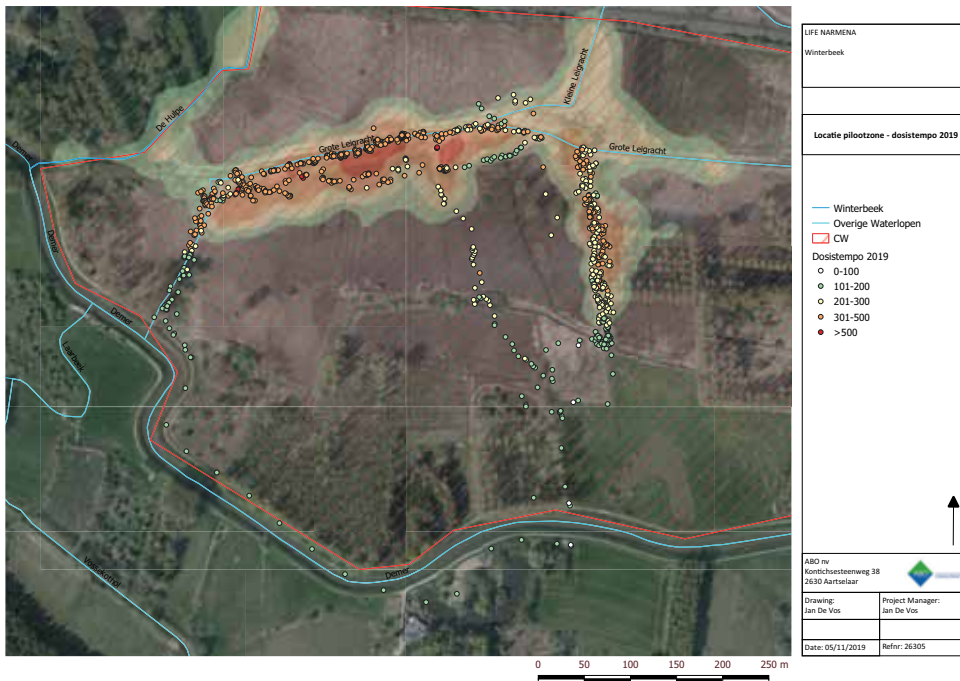 LIFE NARMENA
Winterbeek
Locatie pilootzone - dosistempo 2019
Winterbeek
Overige Waterlopen
CW
Dosistempo 2019
0-100
101-200
201-300
301-500
>500
ABO nv
Kontichsesteenweg 38
2630 Aartselaar
Drawing:
Jan De Vos
Project Manager:
Jan De Vos
Date: 05/11/2019
Refnr: 26305
De Hulpe
Kleine Leigracht
Grote Leigracht
Grote Leigracht
Demer
Demer
Demer
Laarbeek
Demer
0 50 100 150 200 250 m